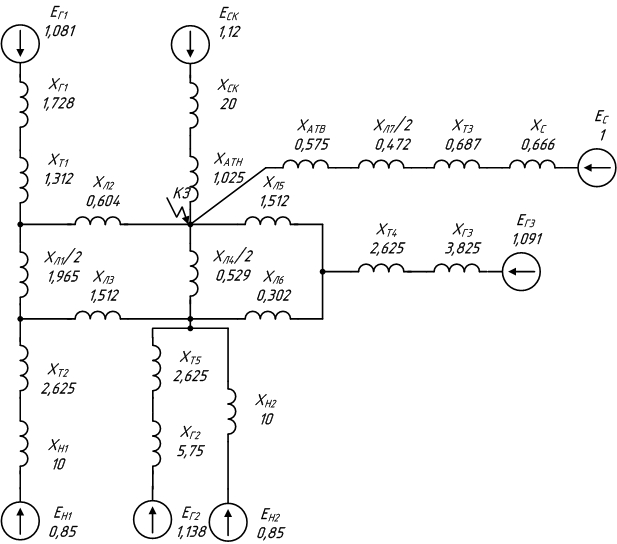 EГ1
1,081
EСК
1,12
XГ1
1,728
XСК
20
XАТВ
0,575
XЛ7/2
0,472
XТ3
0,687
XС
0,666
EС
1
XТ1
1,312
XАТН
1,025
XЛ2
0,604
КЗ
XЛ5
1,512
XЛ1/2
1,965
XЛ3
1,512
XЛ4/2
0,529
XЛ6
0,302
XТ4
2,625
XГ3
3,825
EГ3
1,091
XТ2
2,625
XТ5
2,625
XН2
10
XН1
10
XГ2
5,75
EН1
0,85
EГ2
1,138
EН2
0,85